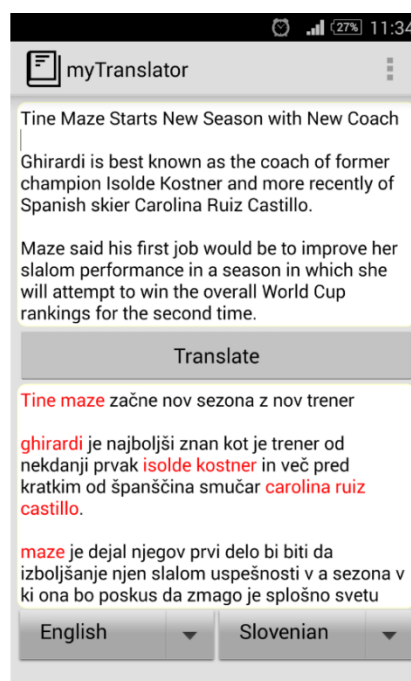 27% 11:34
myTranslator
Tine Maze Starts New Season with New Coach
Ghirardi is best known as the coach of former
champion Isolde Kostner and more recently of
Spanish skier Carolina Ruiz Castillo.
Maze said his first job would be to improve her
slalom performance in a season in which she
will attempt to win the overall World Cup
rankings for the second time.
Translate
Tine maze začne nov sezona z nov trener
ghirardi je najboljši znan kot je trener od
nekdanji prvak isolde kostner in več pred
kratkim od španščina smučar carolina ruiz
castillo.
maze je dejal njegov prvi delo bi biti da
izboljšanje njen slalom uspešnosti v a sezona v
ki ona bo poskus da zmago je splošno svetu
English Slovenian